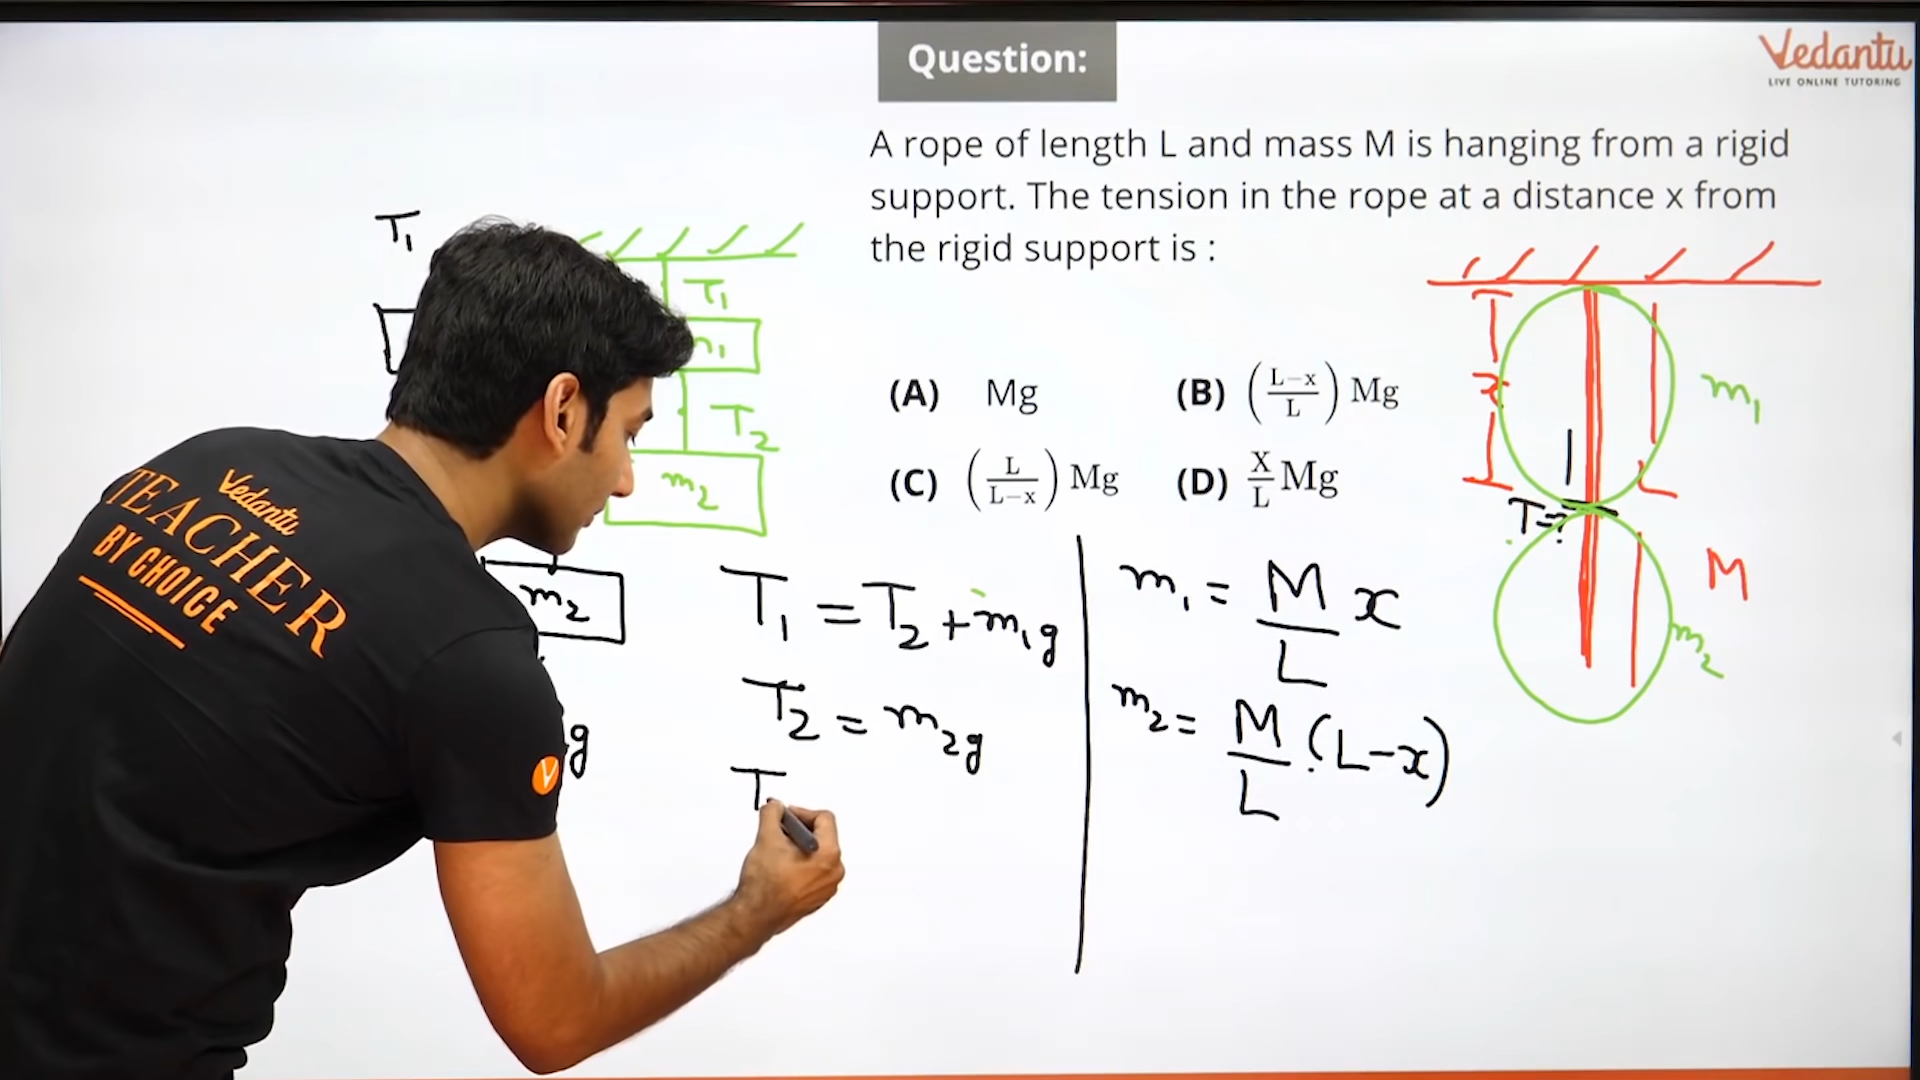 Question:
Vedantu
LIVE ONLINE TUTORING
A rope of length L and mass M is hanging from a rigid
support. The tension in the rope at a distance x from
the rigid support is :
(A) Mg
(B) (L-x/L) Mg
(C) (L/L-x) Mg
(D) X/L Mg
T₁
T₁
T₂
m₂
m₂
g
T₁ = T₂ + m₁g
T₂ = m₂g
T
m₁ = M/L x
m₂ = M/L (L-x)
x
L
m₁
T=?
M
m₂
Vedantu
TEACHER
BY CHOICE
V